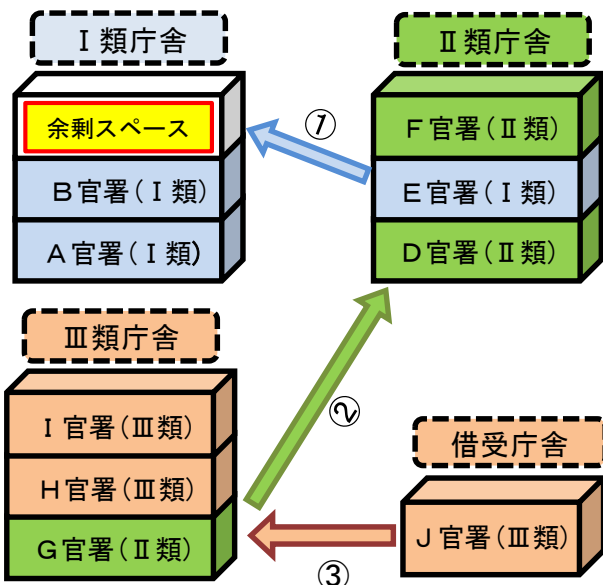 Ⅰ類庁舎
余剰スペース
B官署(Ⅰ類)
A官署(Ⅰ類)
①
Ⅱ類庁舎
F官署(Ⅱ類)
E官署(Ⅰ類)
D官署(Ⅱ類)
Ⅲ類庁舎
I官署(Ⅲ類)
H官署(Ⅲ類)
G官署(Ⅱ類)
②
借受庁舎
J官署(Ⅲ類)
③